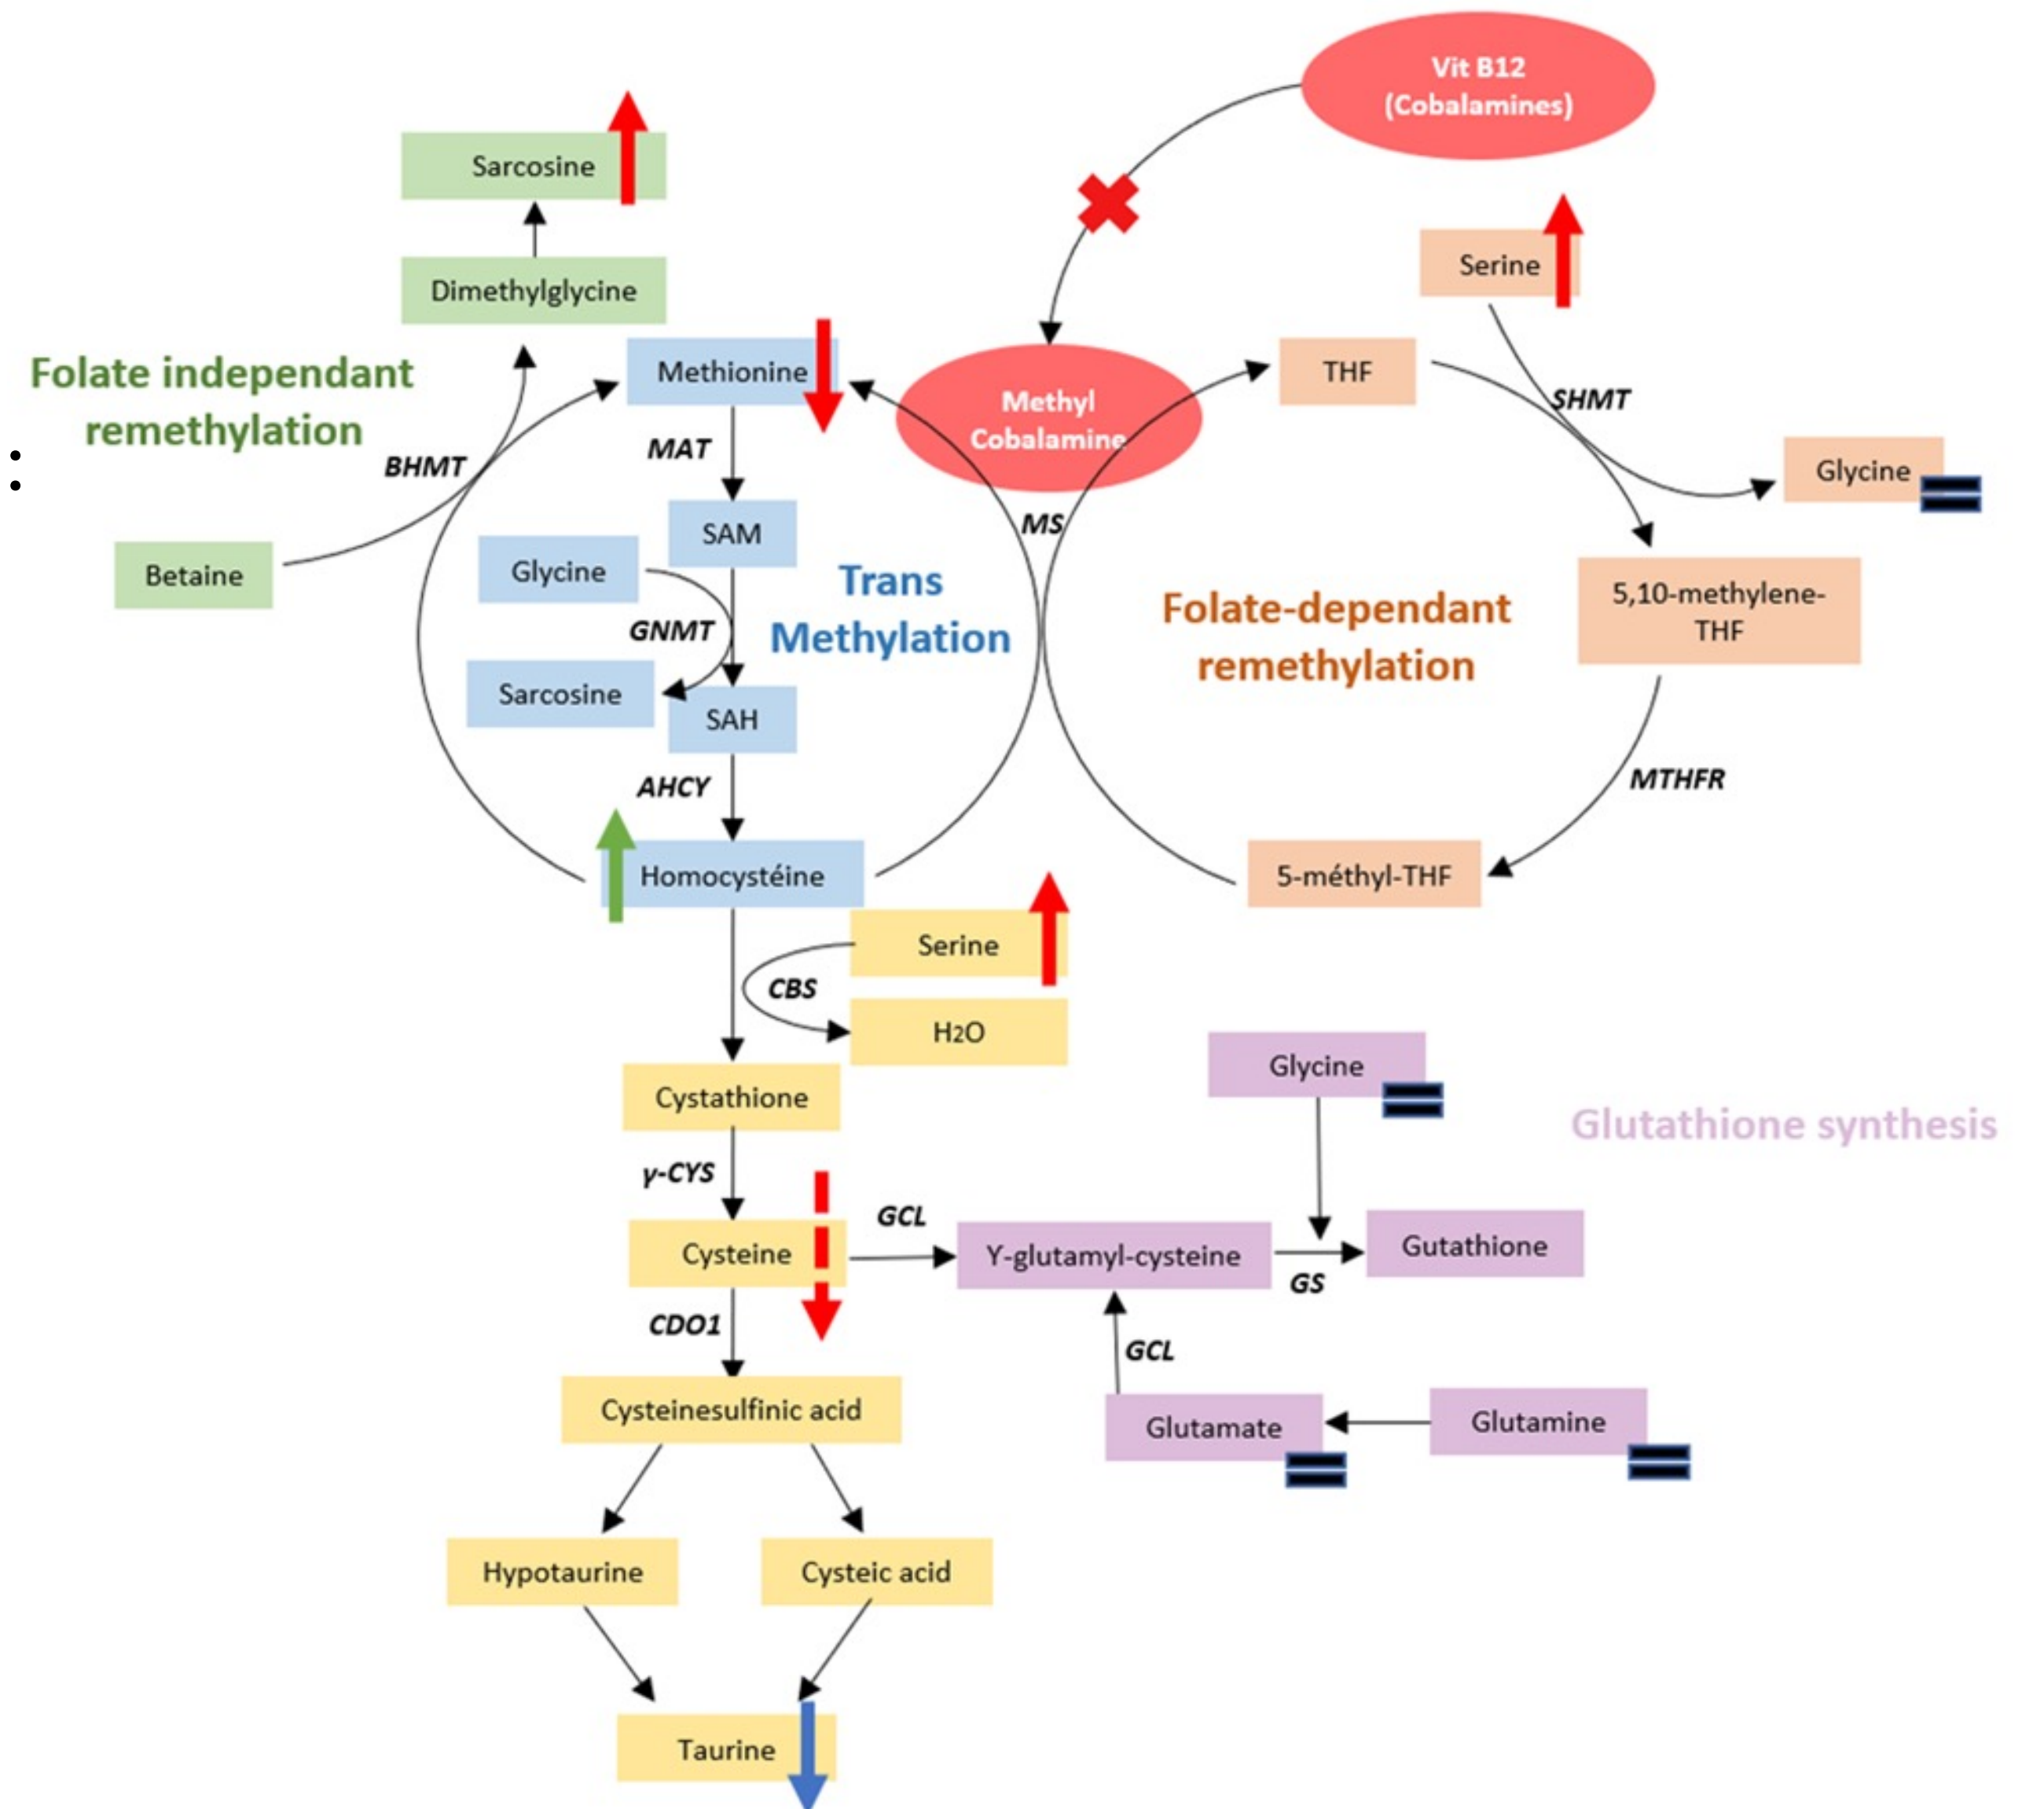 Vit B12
(Cobalamines)
Sarcosine
Serine
Dimethylglycine
Folate independant
remethylation
Methionine
Methyl
Cobalamine
THF
SHMT
:
BHMT
MAT
Glycine
MS
SAM
Betaine
Glycine
Trans
Methylation
Folate-dependant
remethylation
5,10-methylene-
THF
GNMT
Sarcosine
SAH
AHCY
MTHFR
Homocystéine
5-méthyl-THF
Serine
CBS
H2O
Cystathione
Glycine
Glutathione synthesis
γ-CYS
Cysteine
GCL
Y-glutamyl-cysteine
GS
Gutathione
CDO1
GCL
Cysteinesulfinic acid
Glutamate
Glutamine
Hypotaurine
Cysteic acid
Taurine